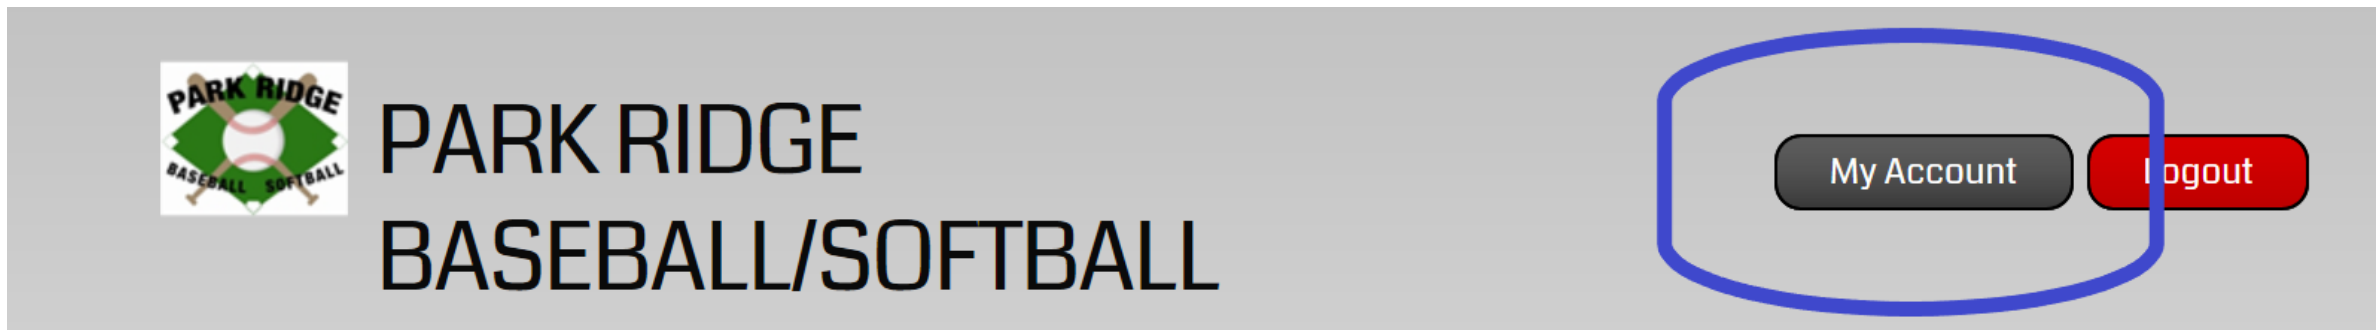 PARK RIDGE
BASEBALL SOFTBALL
PARK RIDGE
BASEBALL/SOFTBALL
My Account
Logout